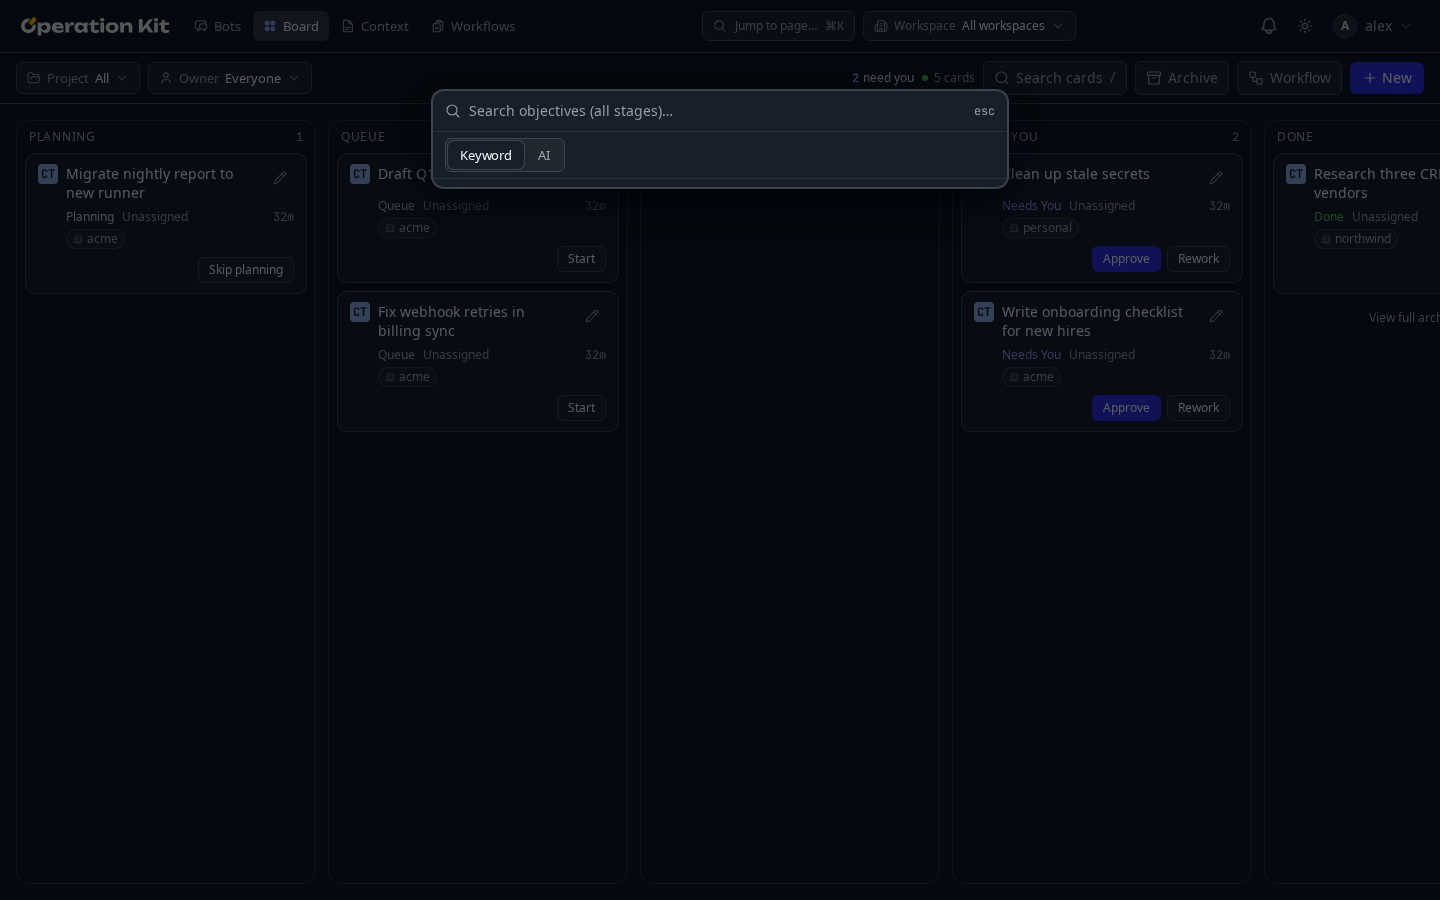 Operation Kit
Bots
Board
Context
Workflows
Jump to page... ⌘K
Workspace All workspaces
A alex
Project All
Owner Everyone
2 need you
5 cards
Search cards /
Archive
Workflow
+ New
Search objectives (all stages)...
esc
Keyword
AI
PLANNING 1
CT Migrate nightly report to
new runner
Planning Unassigned 32m
acme
Skip planning
QUEUE
CT Draft
Queue Unassigned 32m
acme
Start
CT Fix webhook retries in
billing sync
Queue Unassigned 32m
acme
Start
YOU 2
Clean up stale secrets
Needs You Unassigned 32m
personal
Approve Rework
CT Write onboarding checklist
for new hires
Needs You Unassigned 32m
acme
Approve Rework
DONE
CT Research three
vendors
Done Unassigned
northwind
View full